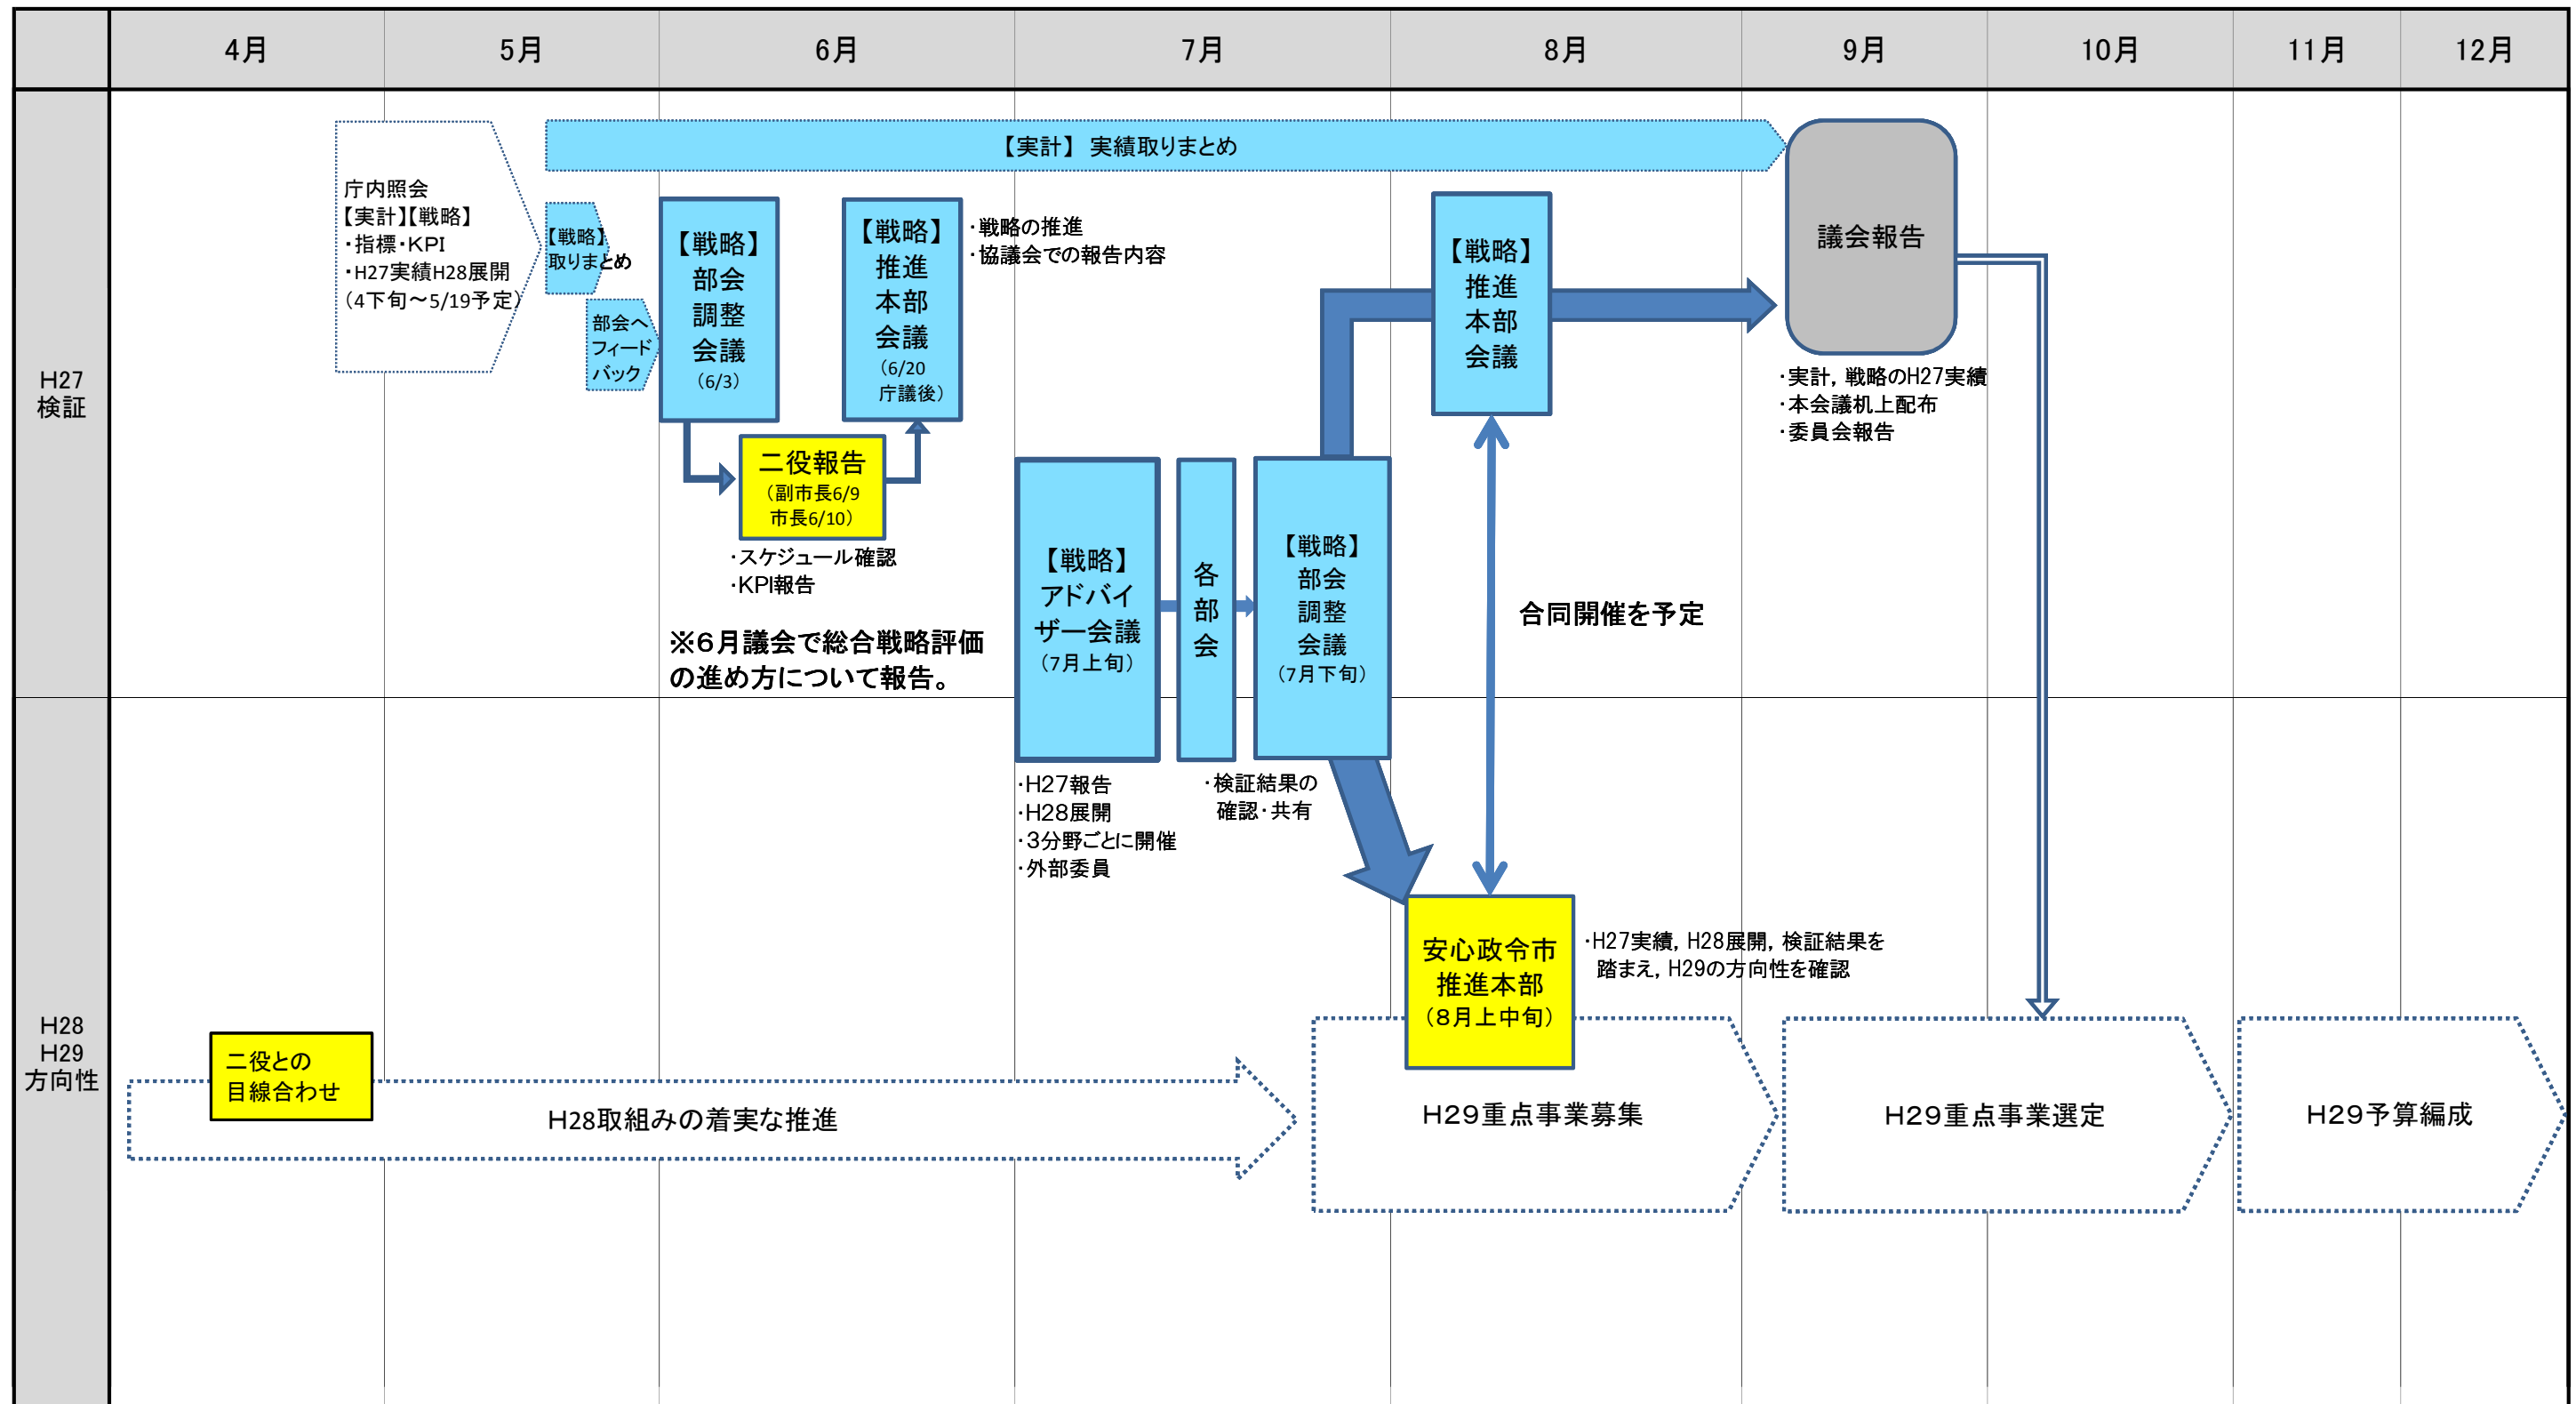 4月
5月
6月
7月
8月
9月
10月
11月
12月
H27
検証
庁内照会
【実計】【戦略】
・指標・KPI
・H27実績H28展開
（4下旬～5/19予定）
【実計】 実績取りまとめ
【戦略】
取りまとめ
部会へ
フィード
バック
【戦略】
部会
調整
会議
（6/3）
二役報告
（副市長6/9
市長6/10）
・スケジュール確認
・KPI報告
【戦略】
推進
本部
会議
（6/20
庁議後）
・戦略の推進
・協議会での報告内容
※６月議会で総合戦略評価
の進め方について報告。
【戦略】
アドバイ
ザー会議
（7月上旬）
・H27報告
・H28展開
・3分野ごとに開催
・外部委員
各
部
会
【戦略】
部会
調整
会議
（7月下旬）
・検証結果の
確認・共有
【戦略】
推進
本部
会議
合同開催を予定
議会報告
・実計，戦略のH27実績
・本会議机上配布
・委員会報告
H28
H29
方向性
二役との
目線合わせ
H28取組みの着実な推進
安心政令市
推進本部
（８月上中旬）
・H27実績，H28展開，検証結果を
踏まえ，H29の方向性を確認
H29重点事業募集
H29重点事業選定
H29予算編成